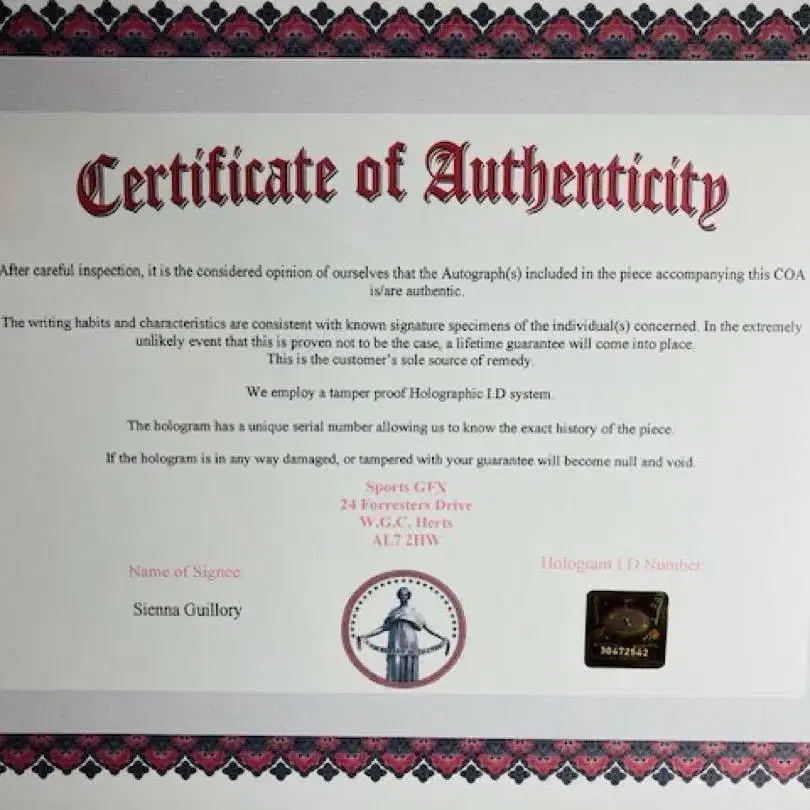 Certificate of Authenticity
After careful inspection, it is the considered opinion of ourselves that the Autograph(s) included in the piece accompanying this COA
is/are authentic.
The writing habits and characteristics are consistent with known signature specimens of the individual(s) concerned. In the extremely
unlikely event that this is proven not to be the case, a lifetime guarantee will come into place.
This is the customer's sole source of remedy.
We employ a tamper proof Holographic I.D system.
The hologram has a unique serial number allowing us to know the exact history of the piece.
If the hologram is in any way damaged, or tampered with your guarantee will become null and void.
Sports GFX
24 Forresters Drive
W.G.C, Herts
AL7 2HW
Name of Signee:
Hologram I D Number:
Sienna Guillory
30472542